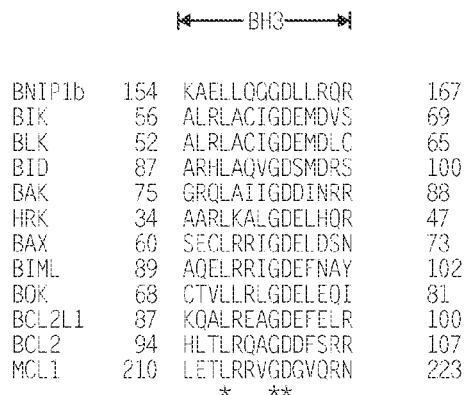 BH3
BNIP1b 154 KAELLQGGDLLRQR 167
BIK 56 ALRLACIGDEMDVS 69
BLK 52 ALRLACIGDEMDLC 65
BID 87 ARHLAQVGDSMDRS 100
BAK 75 GRQLAIIGDDINRR 88
HRK 34 AARLKALGDELHQR 47
BAX 60 SECLRRIGDELDSN 73
BIML 89 AQELRRIGDEFNAY 102
BOK 68 CTVLLRLGDELEQI 81
BCL2L1 87 KQALREAGDEFELR 100
BCL2 94 HLTLRQAGDDFSRR 107
MCL1 210 LETLRRVGDGVQRN 223
* **